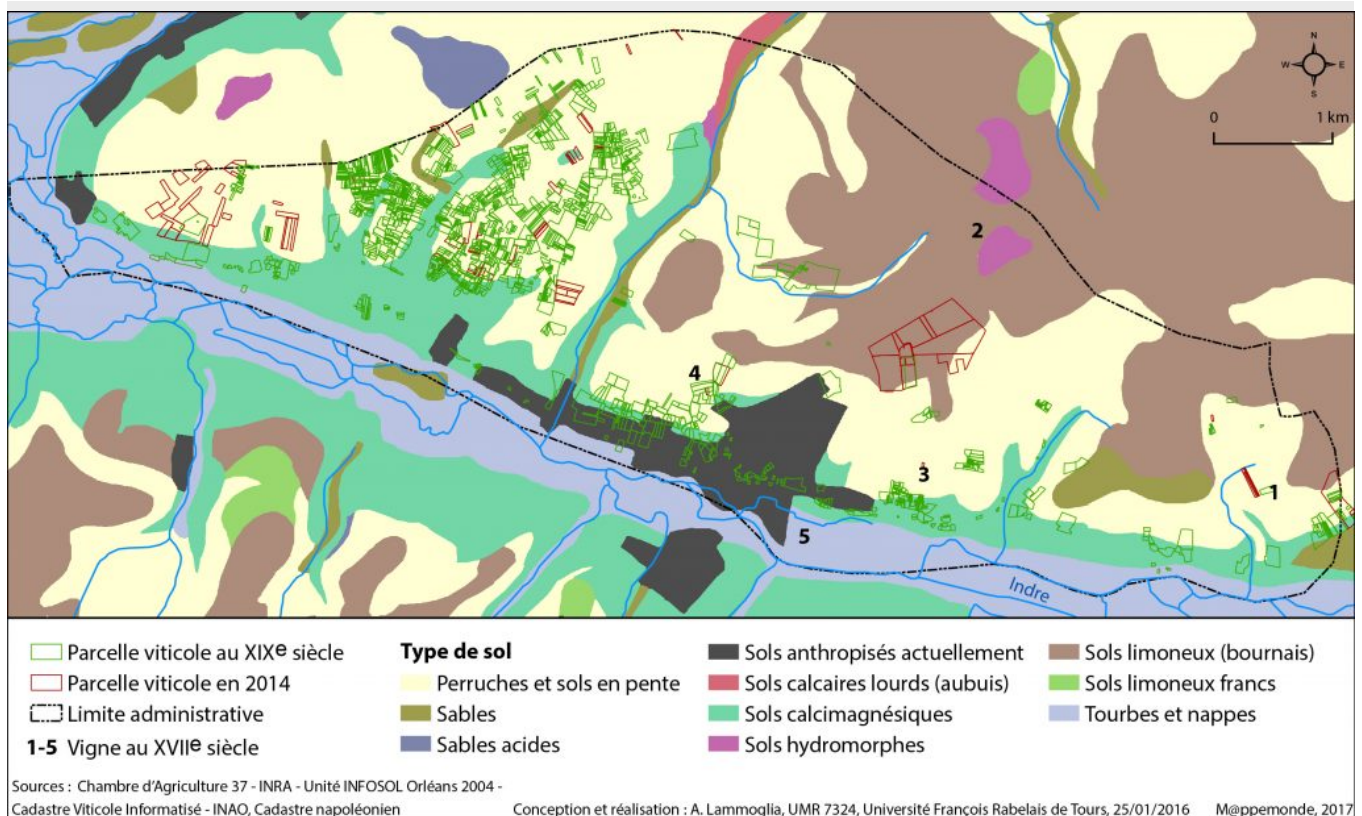 N
W E
S
0 1 km
2
4
3
1
5
Indre
Parcelle viticole au XIXe siècle
Parcelle viticole en 2014
Limite administrative
1-5 Vigne au XVIIe siècle
Type de sol
Perruches et sols en pente
Sables
Sables acides
Sols anthropisés actuellement
Sols calcaires lourds (aubuis)
Sols calcimagnésiques
Sols hydromorphes
Sols limoneux (bournais)
Sols limoneux francs
Tourbes et nappes
Sources : Chambre d'Agriculture 37 - INRA - Unité INFOSOL Orléans 2004 -
Cadastre Viticole Informatisé - INAO, Cadastre napoléonien
Conception et réalisation : A. Lammoglia, UMR 7324, Université François Rabelais de Tours, 25/01/2016
M@ppemonde, 2017